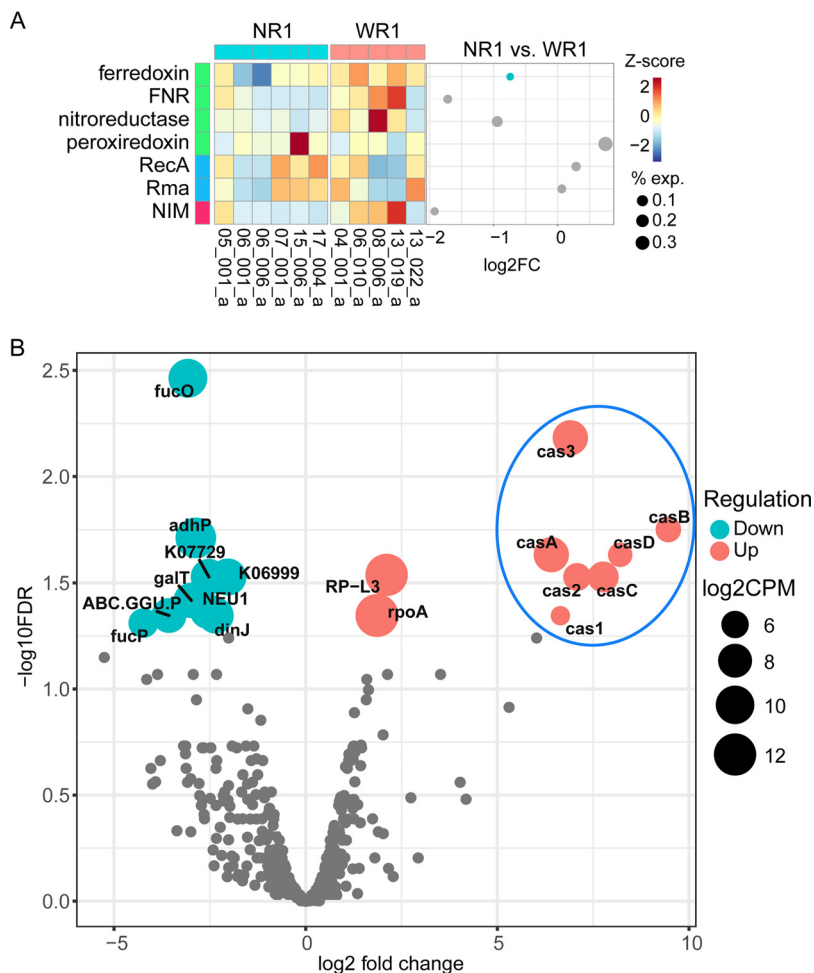 A
NR1 WR1 NR1 vs. WR1
Z-score
ferredoxin
FNR
nitroreductase
peroxiredoxin
RecA
Rma
NIM
2
0
−2
% exp.
0.1
0.2
0.3
05_001_a
06_001_a
06_006_a
07_001_a
15_006_a
17_004_a
04_001_a
06_010_a
08_006_a
13_019_a
13_022_a
−2 −1 0
log2FC
B
2.5
2.0
1.5
1.0
0.5
0.0
−log10FDR
fucO
cas3
adhP
K07729
galT
K06999
ABC.GGU.P
NEU1
fucP
dinJ
RP−L3
rpoA
casB
casA
casD
cas2
casC
cas1
−5 0 5 10
log2 fold change
Regulation
Down
Up
log2CPM
6
8
10
12